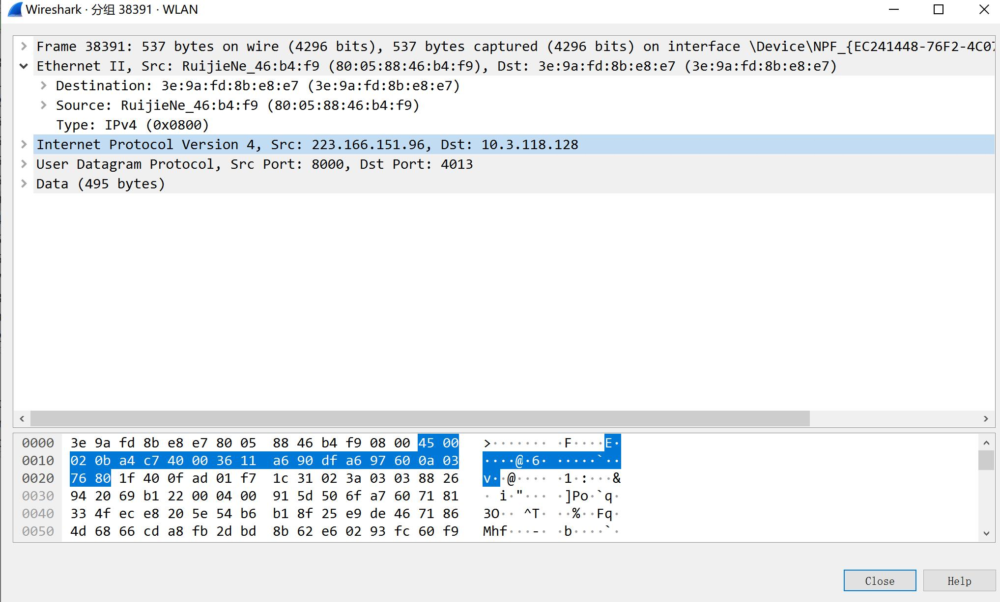 Wireshark · 分组 38391 · WLAN
Frame 38391: 537 bytes on wire (4296 bits), 537 bytes captured (4296 bits) on interface \Device\NPF_{EC241448-76F2-4C07
Ethernet II, Src: RuijieNe_46:b4:f9 (80:05:88:46:b4:f9), Dst: 3e:9a:fd:8b:e8:e7 (3e:9a:fd:8b:e8:e7)
Destination: 3e:9a:fd:8b:e8:e7 (3e:9a:fd:8b:e8:e7)
Source: RuijieNe_46:b4:f9 (80:05:88:46:b4:f9)
Type: IPv4 (0x0800)
Internet Protocol Version 4, Src: 223.166.151.96, Dst: 10.3.118.128
User Datagram Protocol, Src Port: 8000, Dst Port: 4013
Data (495 bytes)
0000 3e 9a fd 8b e8 e7 80 05 88 46 b4 f9 08 00 45 00 >······· ·F····E·
0010 02 0b a4 c7 40 00 36 11 a6 90 df a6 97 60 0a 03 ····@·6· ·····`··
0020 76 80 1f 40 0f ad 01 f7 1c 31 02 3a 03 03 88 26 v··@···· ·1·:···&
0030 94 20 69 b1 22 00 04 00 91 5d 50 6f a7 60 71 81 · i·"··· ·]Po·`q·
0040 33 4f ec e8 20 5e 54 b6 b1 8f 25 e9 de 46 71 86 3O·· ^T· ··%··Fq·
0050 4d 68 66 cd a8 fb 2d bd 8b 62 e6 02 93 fc 60 f9 Mhf···-· ·b····`·
Close Help